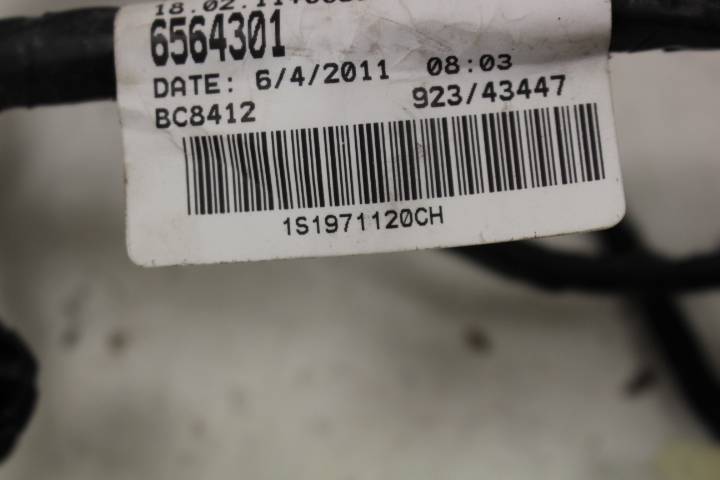 6564301
DATE: 6/4/2011 08:03
BC8412 923/43447
1S1971120CH